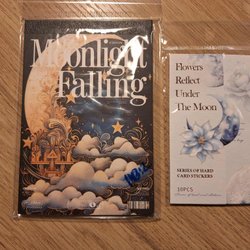 Moonlight
Falling
Flowers
Reflect
Under
The Moon
SERIES OF HARD
CARD STICKERS
10PCS